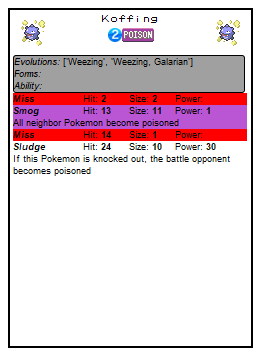 Koffing
2 POISON
Evolutions: ['Weezing', 'Weezing, Galarian']
Forms:
Ability:
Miss Hit: 2 Size: 2 Power:
Smog Hit: 13 Size: 11 Power: 1
All neighbor Pokemon become poisoned
Miss Hit: 14 Size: 1 Power:
Sludge Hit: 24 Size: 10 Power: 30
If this Pokemon is knocked out, the battle opponent
becomes poisoned